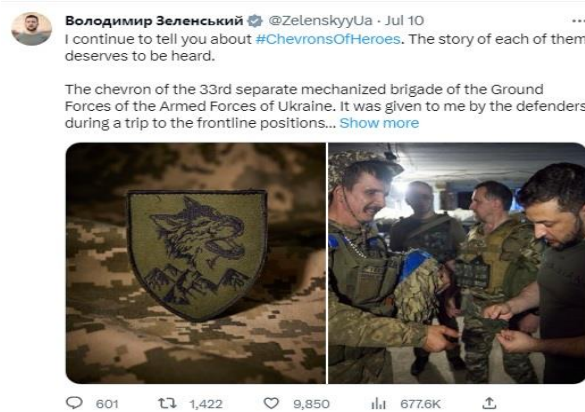 Володимир Зеленський @ZelenskyyUa · Jul 10
I continue to tell you about #ChevronsOfHeroes. The story of each of them
deserves to be heard.
The chevron of the 33rd separate mechanized brigade of the Ground
Forces of the Armed Forces of Ukraine. It was given to me by the defenders
during a trip to the frontline positions... Show more
601 1,422 9,850 677.6K